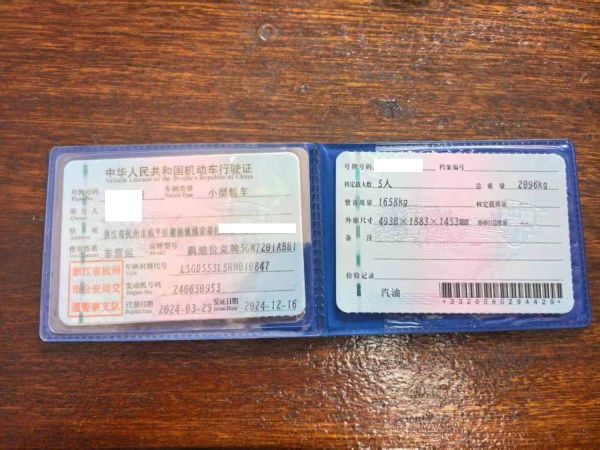 中华人民共和国机动车行驶证
Vehicle License of the People's Republic of China
号牌号码
车辆类型 小型轿车
所有人
住址 浙江省杭州市
Address
使用性质 非营运
品牌型号 凯迪拉克牌SGM7201ABB1
车辆识别代号 LSGDS53L5RH010847
VIN
发动机号码 240650953
Engine No.
注册日期 2024-03-29 发证日期 2024-12-16
浙江省杭州
市公安局交
通警察支队
号牌号码 档案编号
核定载人数 5人 总质量 2096kg
整备质量 1658kg 核定载质量 --
外廓尺寸 4930×1883×1453mm 准牵引总质量 --
备注
检验记录
汽油
*3320060294429*